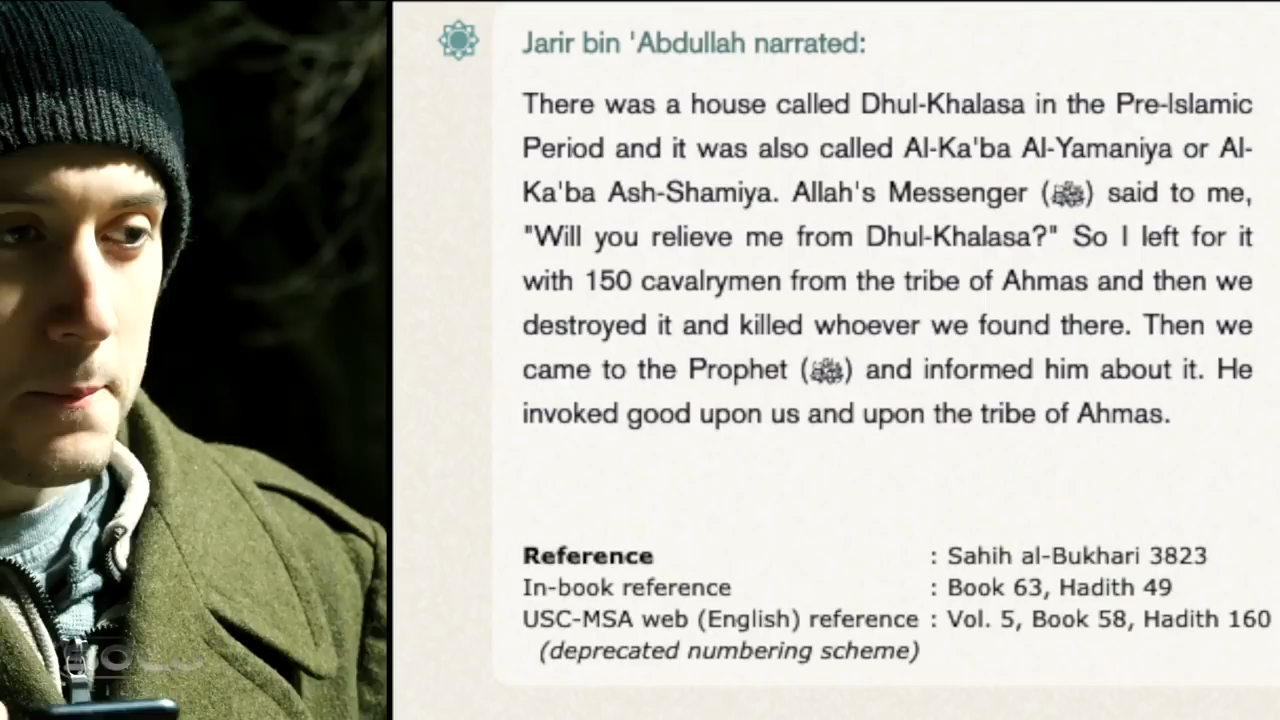 Jarir bin 'Abdullah narrated:
There was a house called Dhul-Khalasa in the Pre-Islamic
Period and it was also called Al-Ka'ba Al-Yamaniya or Al-
Ka'ba Ash-Shamiya. Allah's Messenger (ﷺ) said to me,
"Will you relieve me from Dhul-Khalasa?" So I left for it
with 150 cavalrymen from the tribe of Ahmas and then we
destroyed it and killed whoever we found there. Then we
came to the Prophet (ﷺ) and informed him about it. He
invoked good upon us and upon the tribe of Ahmas.
Reference : Sahih al-Bukhari 3823
In-book reference : Book 63, Hadith 49
USC-MSA web (English) reference : Vol. 5, Book 58, Hadith 160
(deprecated numbering scheme)